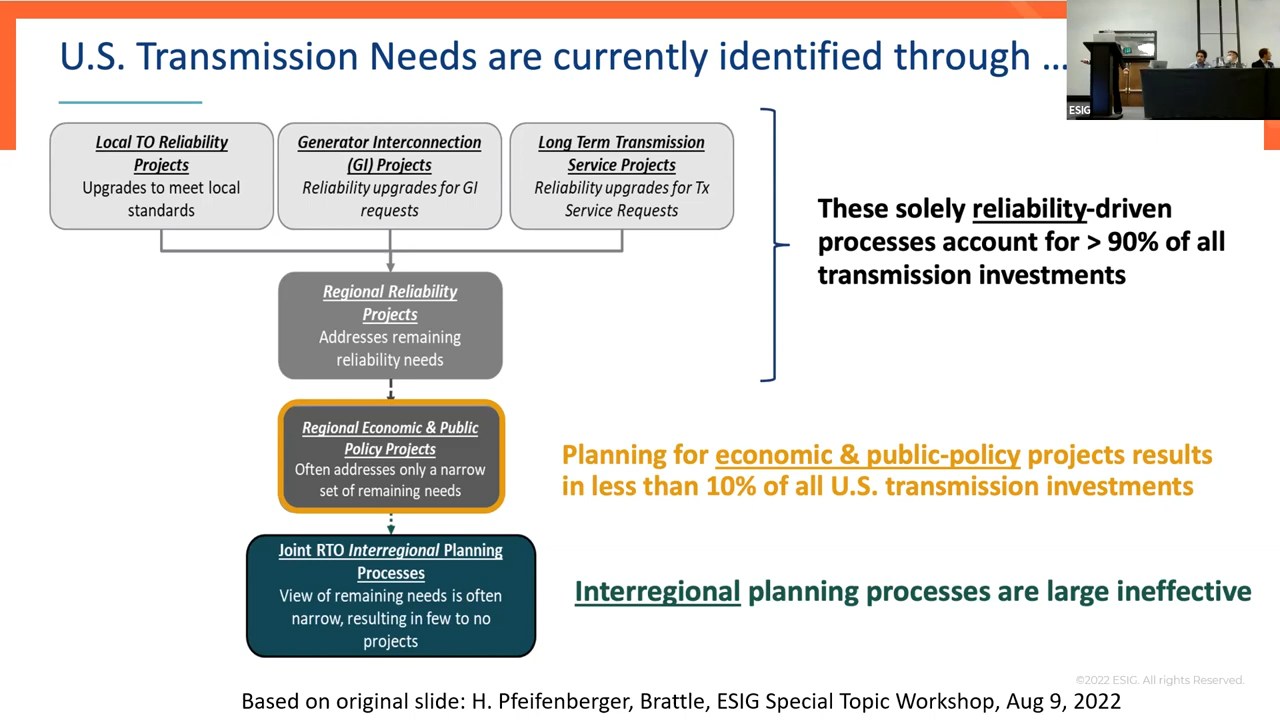 U.S. Transmission Needs are currently identified through ...
ESIG
Local TO Reliability
Projects
Upgrades to meet local
standards
Generator Interconnection
(GI) Projects
Reliability upgrades for GI
requests
Long Term Transmission
Service Projects
Reliability upgrades for Tx
Service Requests
These solely reliability-driven
processes account for > 90% of all
transmission investments
Regional Reliability
Projects
Addresses remaining
reliability needs
Regional Economic & Public
Policy Projects
Often addresses only a narrow
set of remaining needs
Planning for economic & public-policy projects results
in less than 10% of all U.S. transmission investments
Joint RTO Interregional Planning
Processes
View of remaining needs is often
narrow, resulting in few to no
projects
Interregional planning processes are large ineffective
©2022 ESIG. All rights Reserved.
Based on original slide: H. Pfeifenberger, Brattle, ESIG Special Topic Workshop, Aug 9, 2022